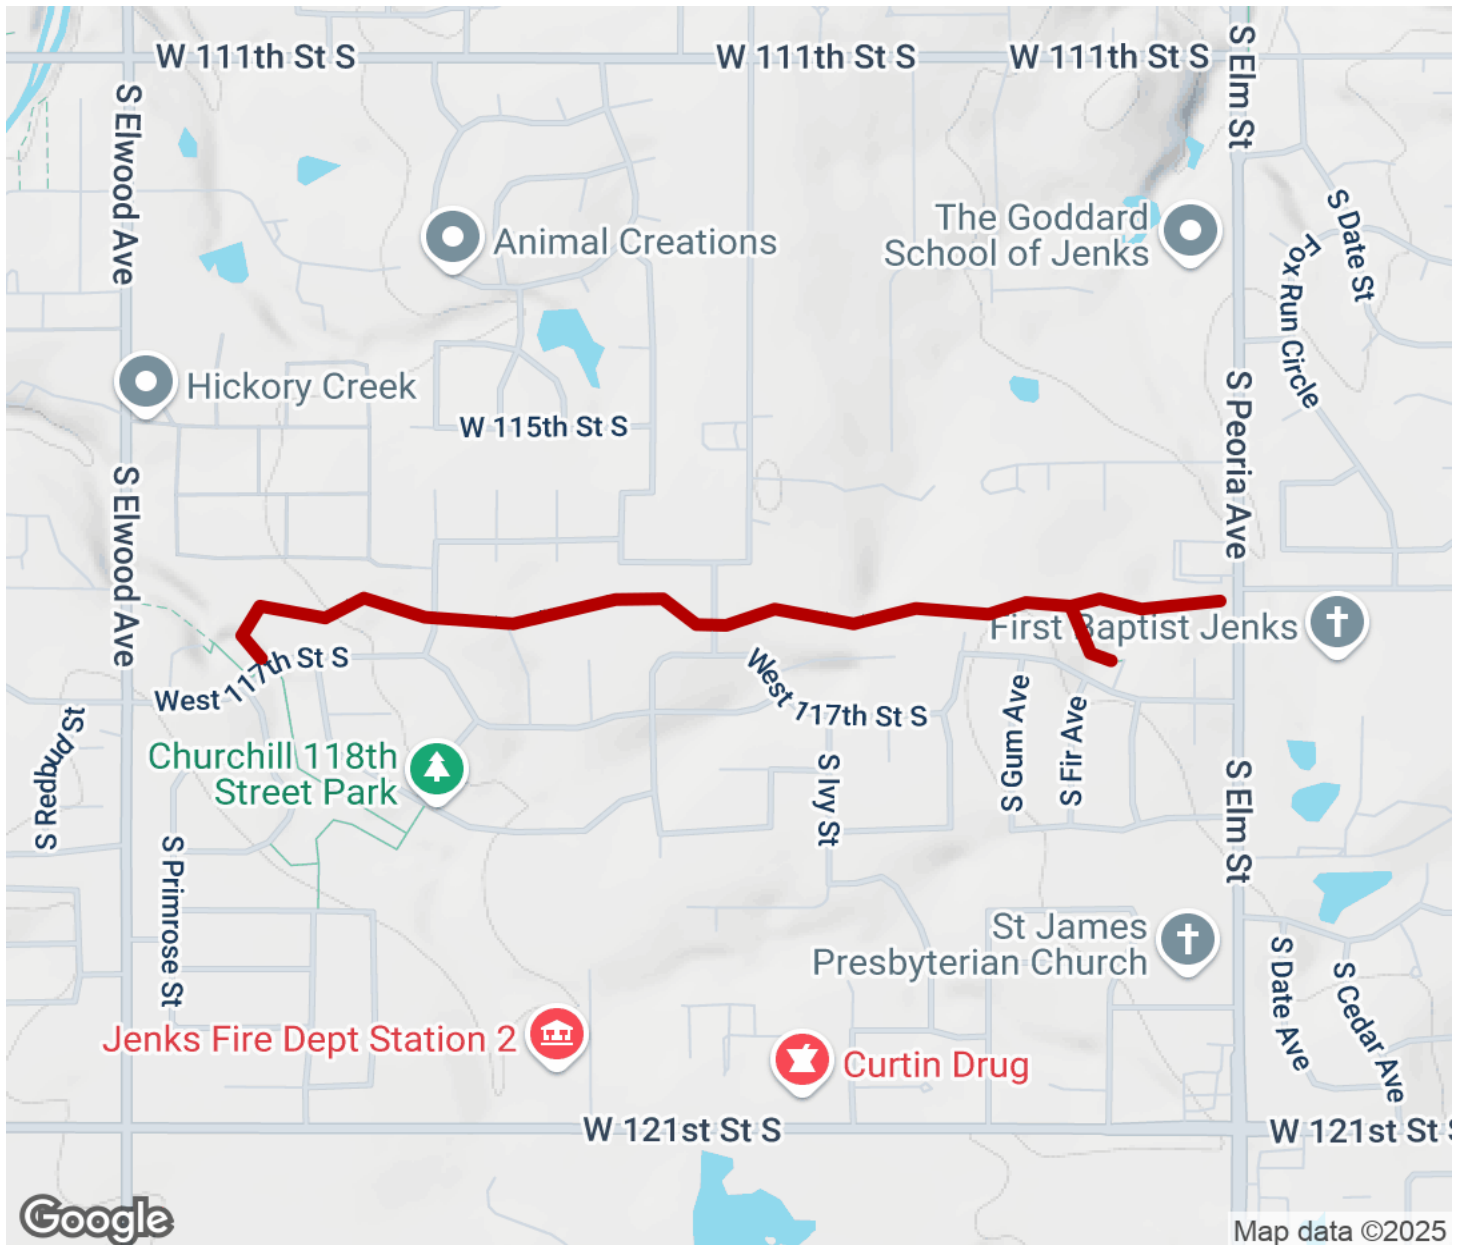 W 111th St S
W 111th St S
W 111th St S
S Elm St
S Elwood Ave
S Date St
The Goddard
School of Jenks
Animal Creations
Fox Run Circle
Hickory Creek
S Peoria Ave
W 115th St S
S Elwood Ave
First Baptist Jenks
West 117th St S
West 117th St S
S Redbud St
S Gum Ave
S Fir Ave
Churchill 118th
Street Park
S Ivy St
S Elm St
S Primrose St
St James
Presbyterian Church
S Date Ave
S Cedar Ave
Jenks Fire Dept Station 2
Curtin Drug
W 121st St S
W 121st St S
Google
Map data ©2025